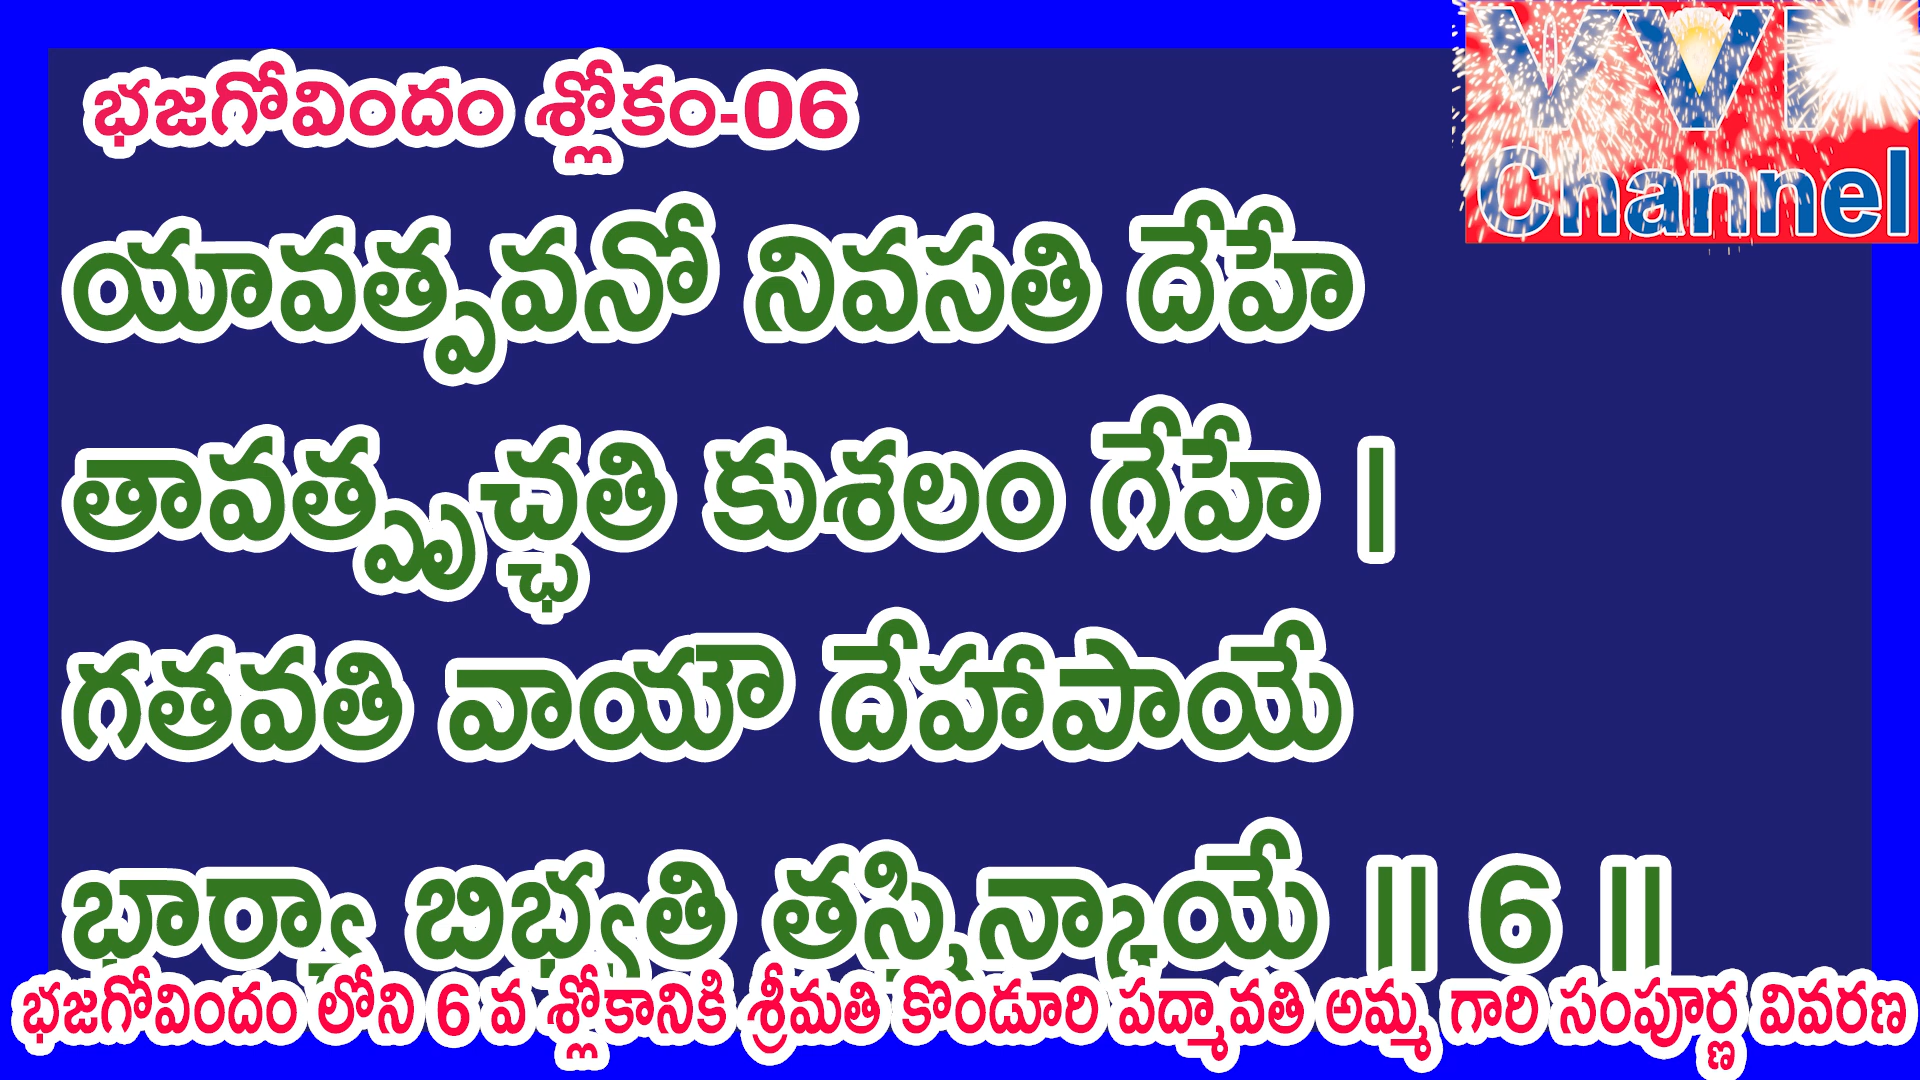 భజగోవిందం శ్లోకం-06
Channel
యావత్పవనో నివసతి దేహే
తావత్పృచ్ఛతి కుశలం గేహే |
గతవతి వాయౌ దేహాపాయే
భార్యా బిభ్యతి తస్మిన్కాయే || 6 ||
భజగోవిందం లోని 6 వ శ్లోకానికి శ్రీమతి కొండూరి పద్మావతి అమ్మ గారి సంపూర్ణ వివరణ